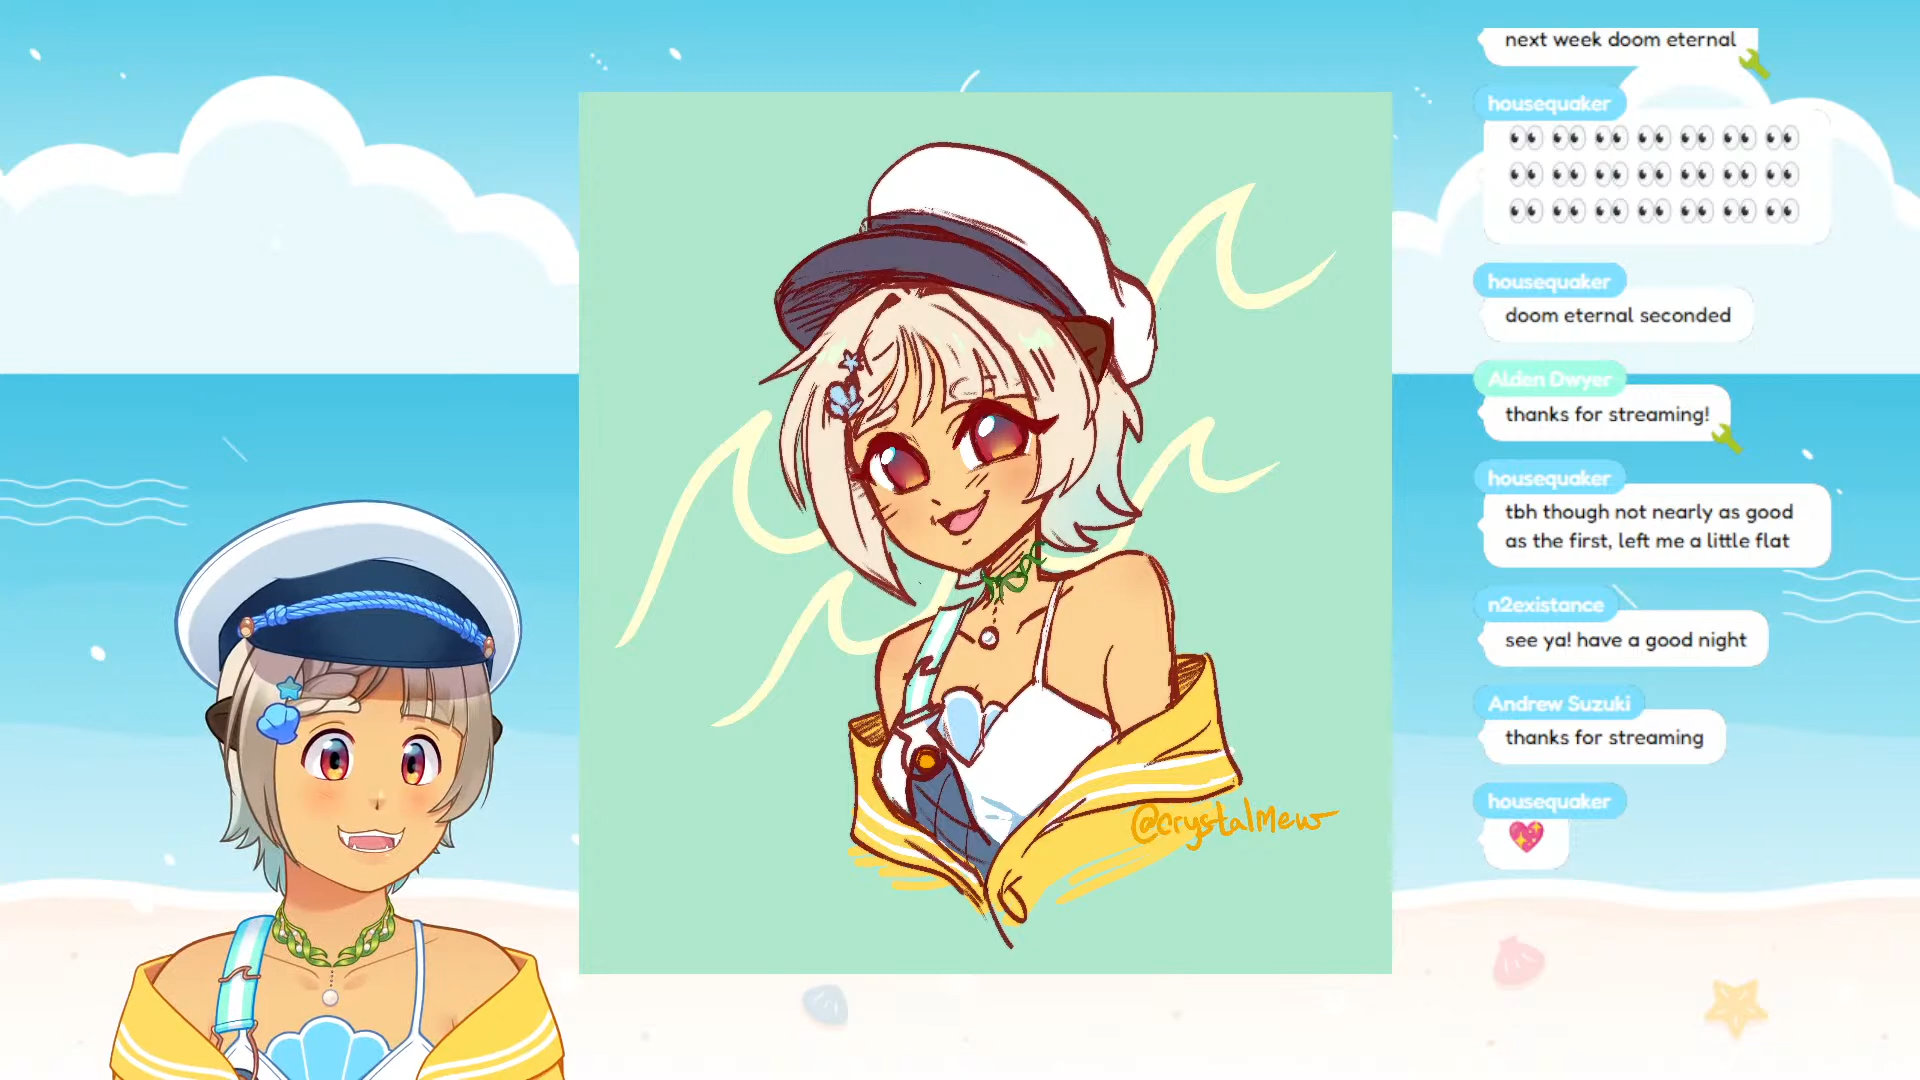 next week doom eternal
housequaker
👀 👀 👀 👀 👀 👀 👀
👀 👀 👀 👀 👀 👀 👀
👀 👀 👀 👀 👀 👀 👀
housequaker
doom eternal seconded
Alden Dwyer
thanks for streaming!
housequaker
tbh though not nearly as good
as the first, left me a little flat
n2existance
see ya! have a good night
Andrew Suzuki
thanks for streaming
housequaker
💖
@crystalmew